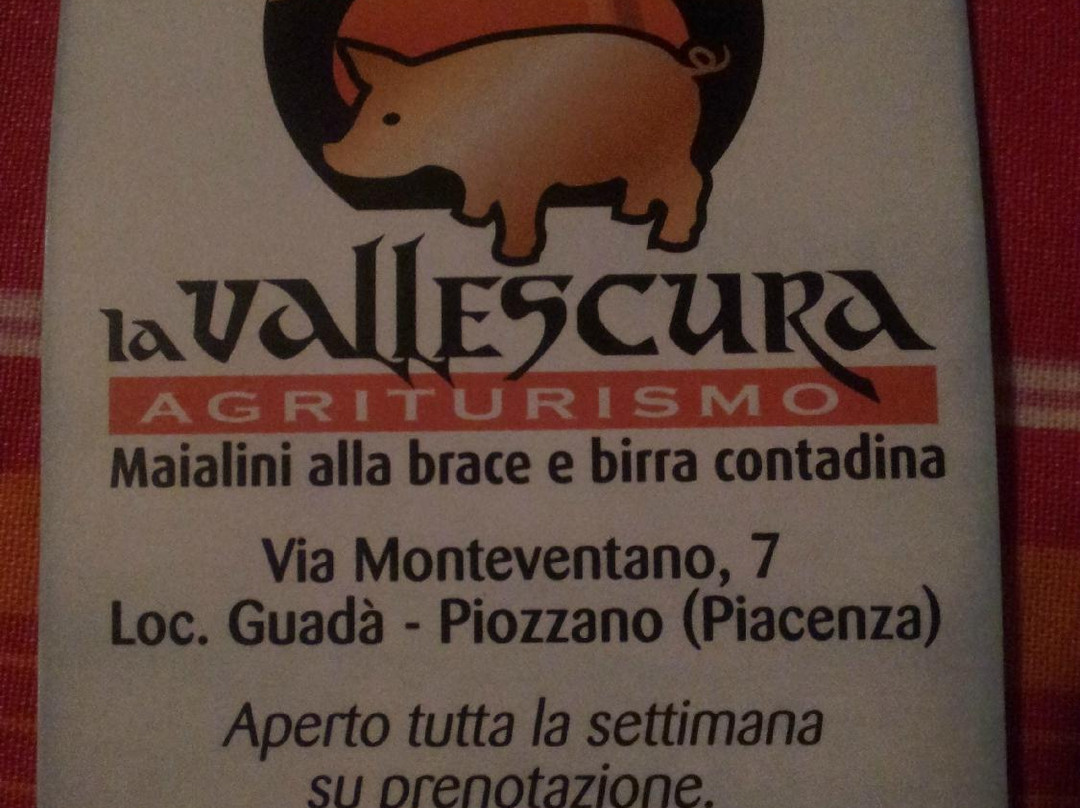 la VALLESCURA
AGRITURISMO
Maialini alla brace e birra contadina
Via Monteventano, 7
Loc. Guadà - Piozzano (Piacenza)
Aperto tutta la settimana
su prenotazione.